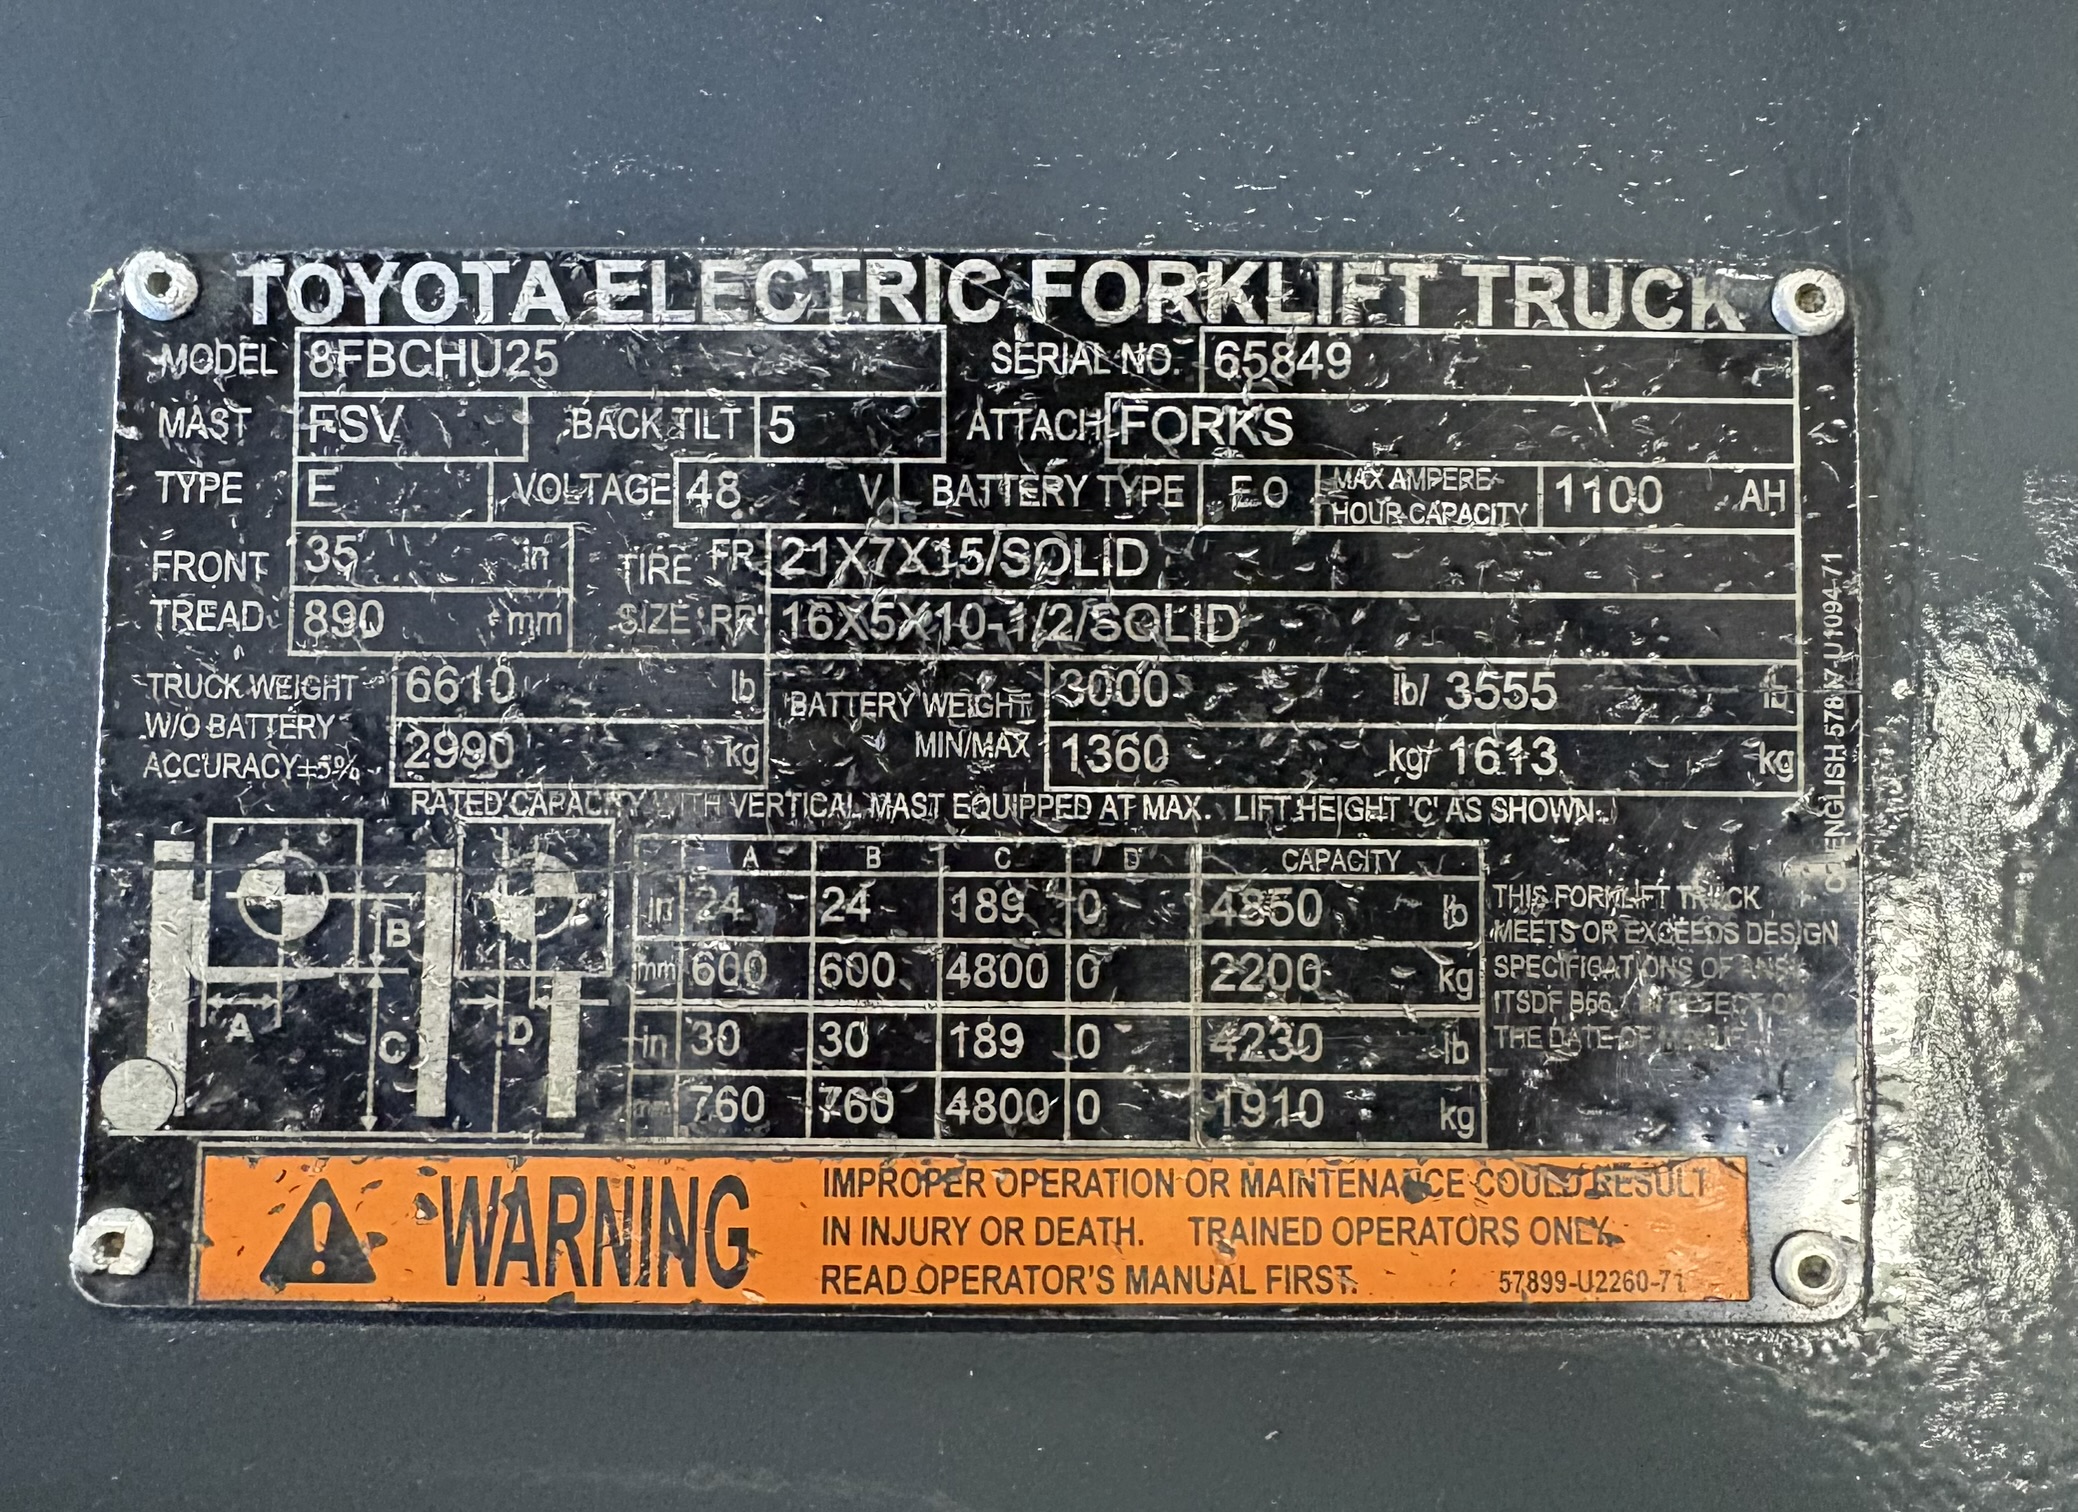 TOYOTA ELECTRIC FORKLIFT TRUCK
MODEL 8FBCHU25 SERIAL NO. 65849
MAST FSV BACK TILT 5 ATTACH FORKS
TYPE E VOLTAGE 48 V BATTERY TYPE EO MAX AMPERE- HOUR CAPACITY 1100 AH
FRONT TREAD 35 in TIRE SIZE FR 21X7X15/SOLID
890 mm RR 16X5X10-1/2/SOLID
TRUCK WEIGHT 6610 lb BATTERY WEIGHT 3000 lb/ 3555 lb
W/O BATTERY
ACCURACY±5% 2990 kg MIN/MAX 1360 kg/ 1613 kg
RATED CAPACITY WITH VERTICAL MAST EQUIPPED AT MAX. LIFT HEIGHT 'C' AS SHOWN.
A B C D CAPACITY
in 24 24 189 0 4850 lb
mm 600 600 4800 0 2200 kg
in 30 30 189 0 4230 lb
mm 760 760 4800 0 1910 kg
B
A
C
D
THIS FORKLIFT TRUCK
MEETS OR EXCEEDS DESIGN
SPECIFICATIONS OF
ITSDF B56.
THE DATE OF
ENGLISH
U1094-71
WARNING
IMPROPER OPERATION OR MAINTENANCE COULD RESULT
IN INJURY OR DEATH. TRAINED OPERATORS ONLY.
READ OPERATOR'S MANUAL FIRST. 57899-U2260-71